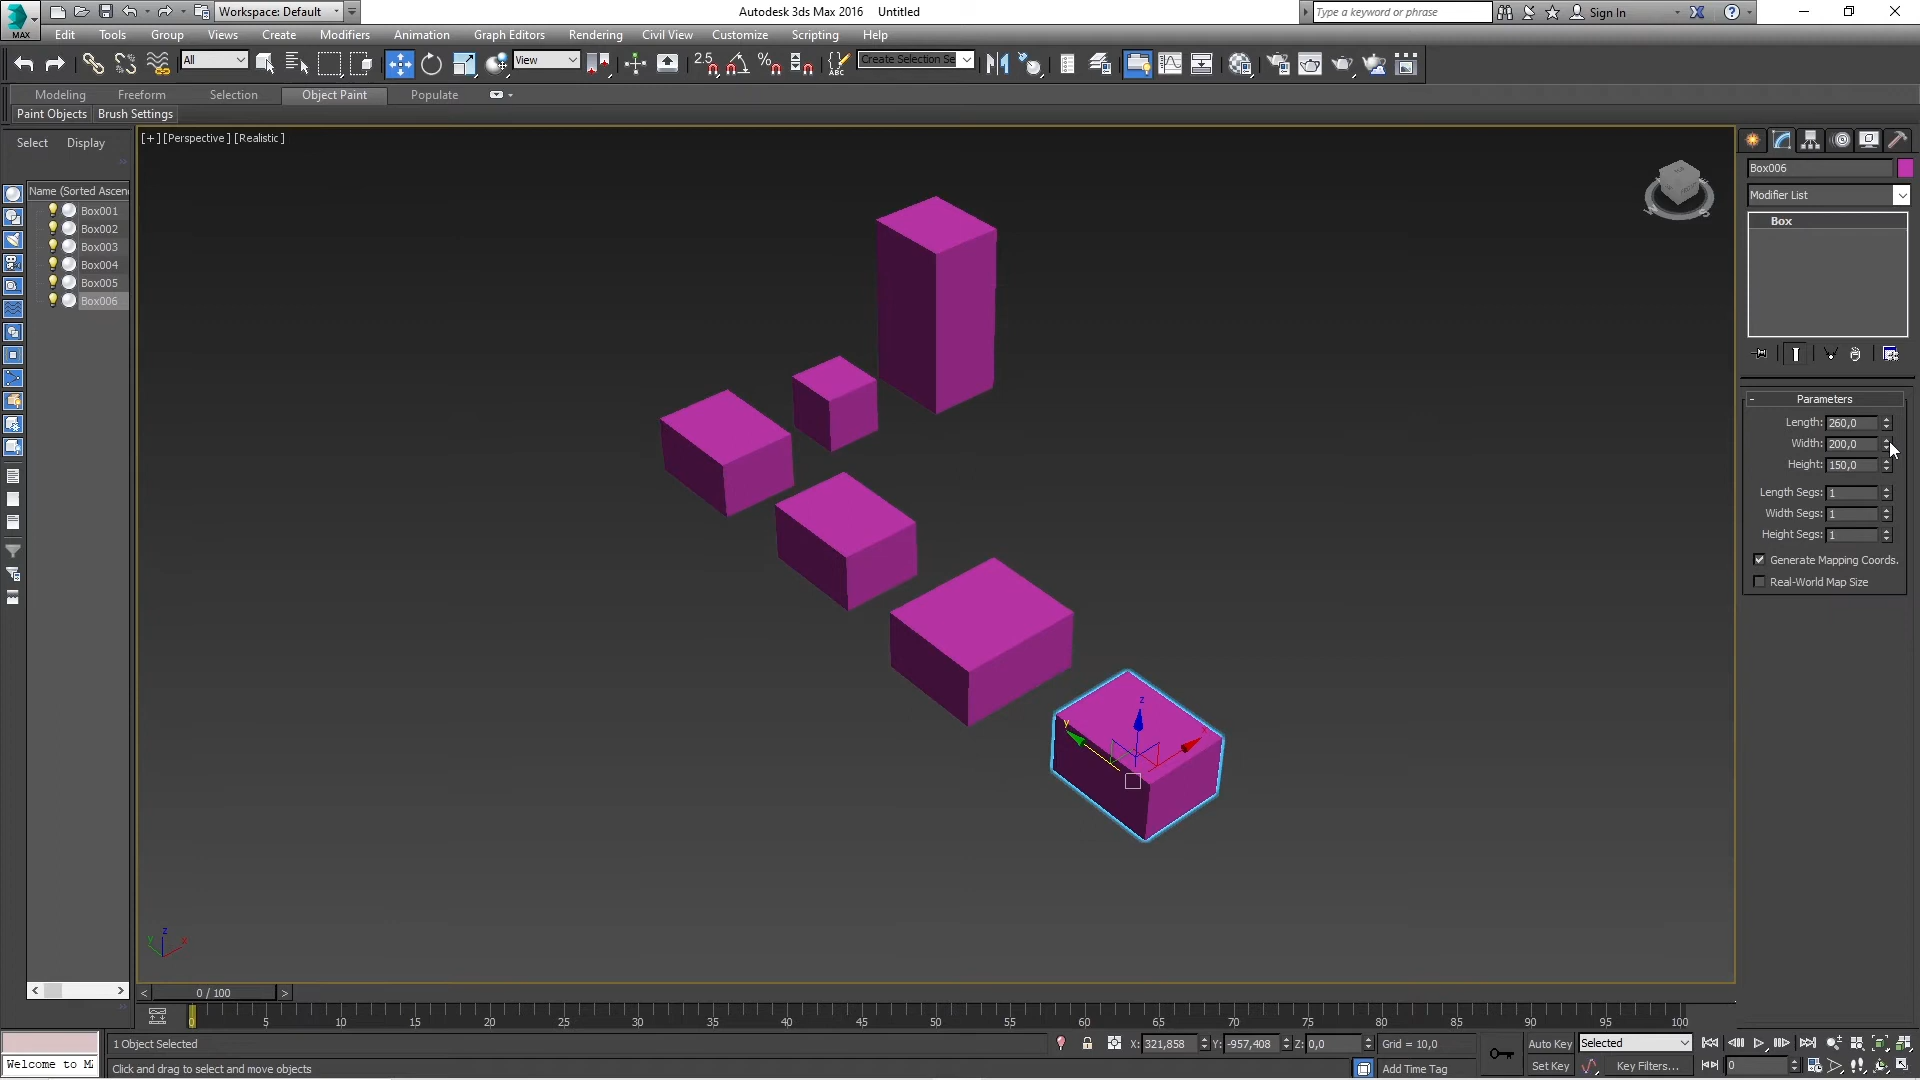 Workspace: Default
Autodesk 3ds Max 2016 Untitled
Type a keyword or phrase
Sign In
MAX
Edit Tools Group Views Create Modifiers Animation Graph Editors Rendering Civil View Customize Scripting Help
All
View
2.5
ABC
Create Selection Se
Modeling Freeform Selection Object Paint Populate
Paint Objects Brush Settings
Select Display
[+] [Perspective ] [Realistic ]
Name (Sorted Ascen
Box001
Box002
Box003
Box004
Box005
Box006
Box006
Modifier List
Box
- Parameters
Length: 260,0
Width: 200,0
Height: 150,0
Length Segs: 1
Width Segs: 1
Height Segs: 1
Generate Mapping Coords.
Real-World Map Size
z
y
x
z
y
x
< 0 / 100 >
0 5 10 15 20 25 30 35 40 45 50 55 60 65 70 75 80 85 90 95 100
1 Object Selected
X: 321,858 Y: -957,408 Z: 0,0
Grid = 10,0
Auto Key Selected
Welcome to M
Click and drag to select and move objects
Add Time Tag
Set Key Key Filters...
0